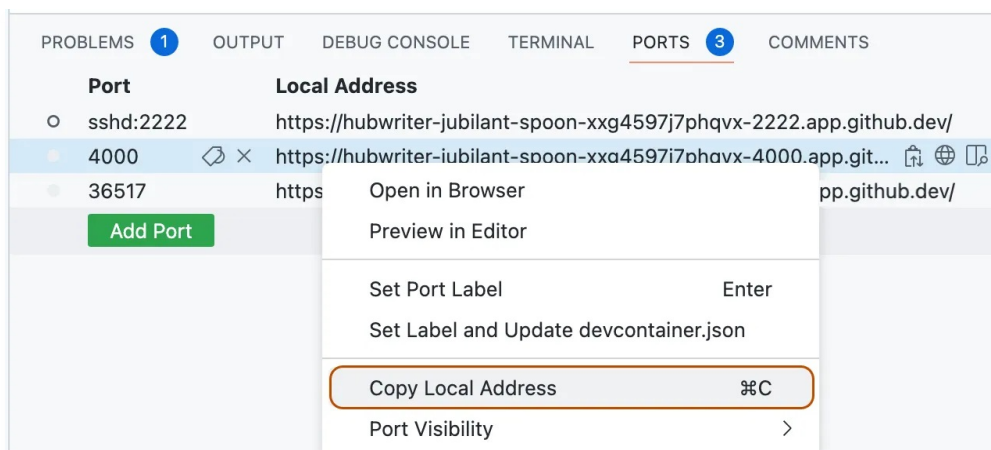 PROBLEMS 1 OUTPUT DEBUG CONSOLE TERMINAL PORTS 3 COMMENTS
Port Local Address
sshd:2222 https://hubwriter-jubilant-spoon-xxg4597j7phqvx-2222.app.github.dev/
4000 https://hubwriter-jubilant-spoon-xxg4597j7phqvx-4000.app.git...
36517 https pp.github.dev/
Open in Browser
Add Port
Preview in Editor
Set Port Label Enter
Set Label and Update devcontainer.json
Copy Local Address ⌘C
Port Visibility